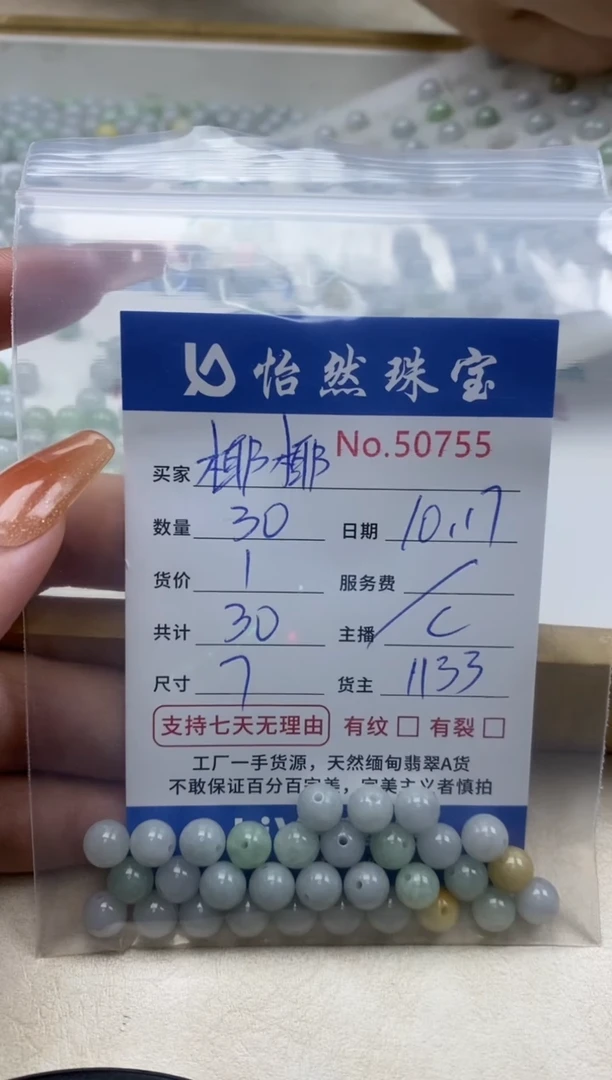 怡然珠宝
No.50755
买家 椰椰
数量 30 日期 10.17
货价 1 服务费 /
共计 30 主播 C
尺寸 7 货主 1133
支持七天无理由 有纹 □ 有裂 □
工厂一手货源，天然缅甸翡翠A货
不敢保证百分百完美，完美主义者慎拍